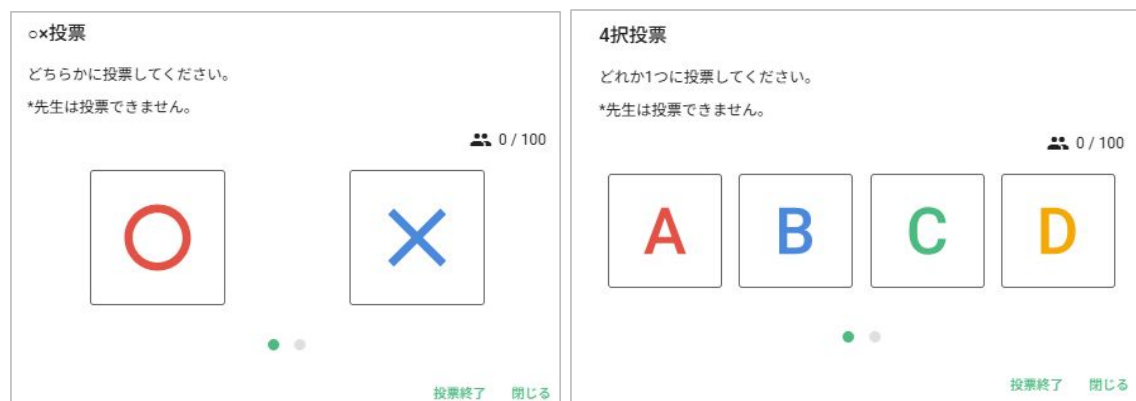 ○×投票
どちらかに投票してください。
*先生は投票できません。
0 / 100
投票終了 閉じる
4択投票
どれか1つに投票してください。
*先生は投票できません。
0 / 100
A B C D
投票終了 閉じる